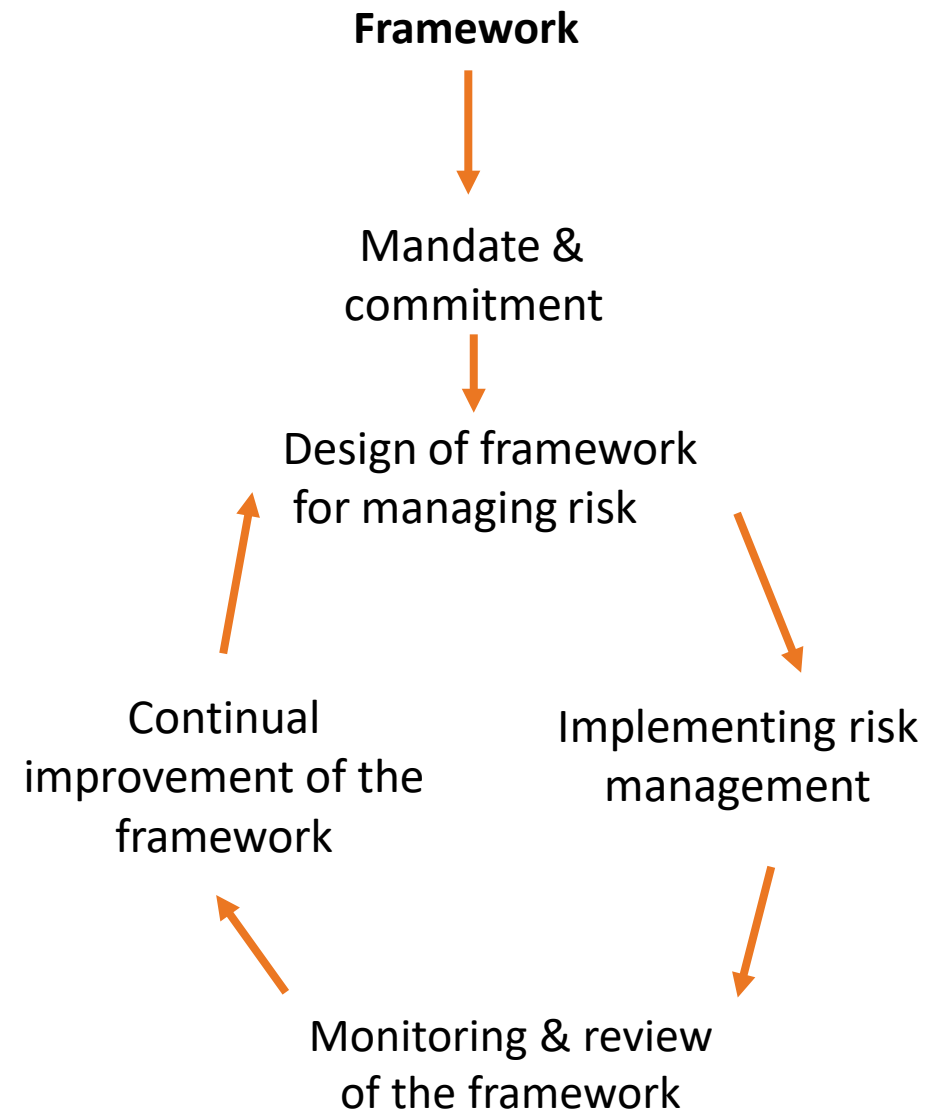 Framework
Mandate &
commitment
Design of framework
for managing risk
Implementing risk
management
Monitoring & review
of the framework
Continual
improvement of the
framework